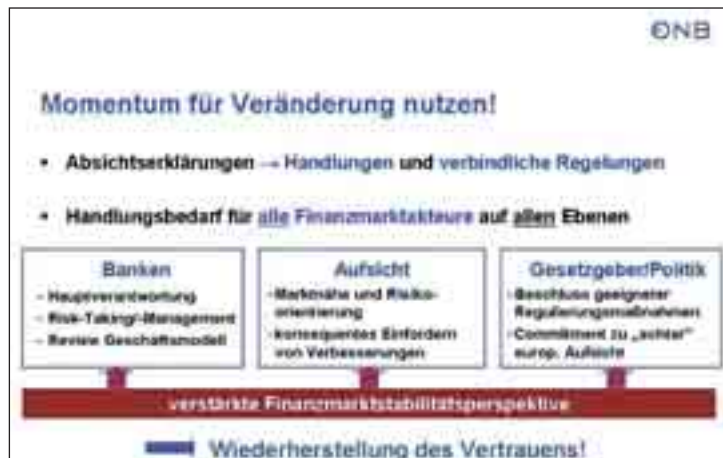 ONB
Momentum für Veränderung nutzen!
• Absichtserklärungen → Handlungen und verbindliche Regelungen
• Handlungsbedarf für alle Finanzmarktakteure auf allen Ebenen
Banken
- Hauptverantwortung
- Risk-Taking/-Management
- Review Geschäftsmodell
Aufsicht
- Marktnähe und Risiko-
orientierung
- konsequentes Einfordern
von Verbesserungen
Gesetzgeber/Politik
- Beschluss geeigneter
Regulierungsmaßnahmen
- Commitment zu „echter"
europ. Aufsicht
verstärkte Finanzmarktstabilitätsperspektive
Wiederherstellung des Vertrauens!